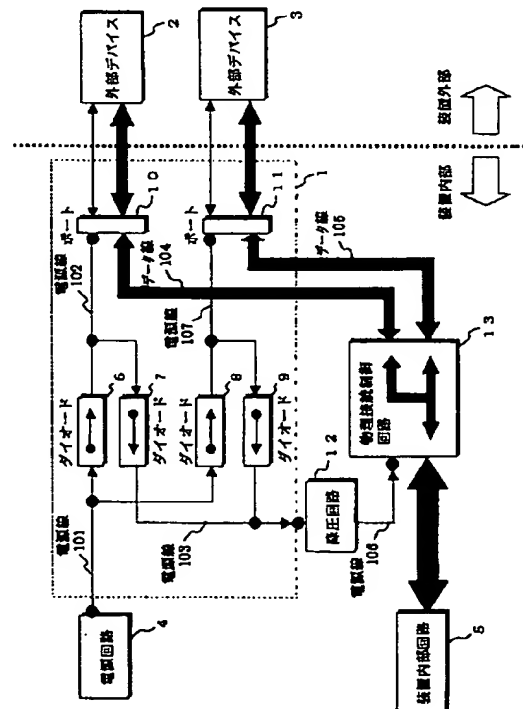 外部デバイス
2
外部デバイス
3
装置外部
装置内部
ポート
10
ポート
11
1
電源線
102
データ線
104
電源線
107
データ線
105
ダイオード
6
ダイオード
7
ダイオード
8
ダイオード
9
電源線
101
電源線
103
電源回路
4
降圧回路
12
電源線
106
物理接続制御
回路
13
装置内部回路
5